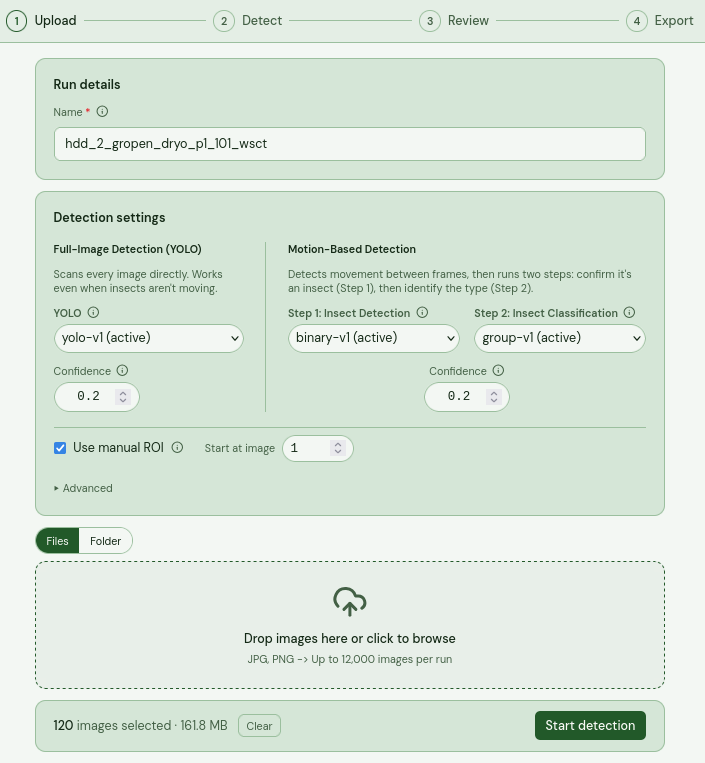 1 Upload 2 Detect 3 Review 4 Export
Run details
Name *
hdd_2_gropen_dryo_p1_101_wsct
Detection settings
Full-Image Detection (YOLO)
Scans every image directly. Works
even when insects aren't moving.
YOLO
yolo-v1 (active)
Confidence
0.2
Motion-Based Detection
Detects movement between frames, then runs two steps: confirm it's
an insect (Step 1), then identify the type (Step 2).
Step 1: Insect Detection Step 2: Insect Classification
binary-v1 (active) group-v1 (active)
Confidence
0.2
Use manual ROI Start at image 1
Advanced
Files Folder
Drop images here or click to browse
JPG, PNG -> Up to 12,000 images per run
120 images selected · 161.8 MB Clear Start detection